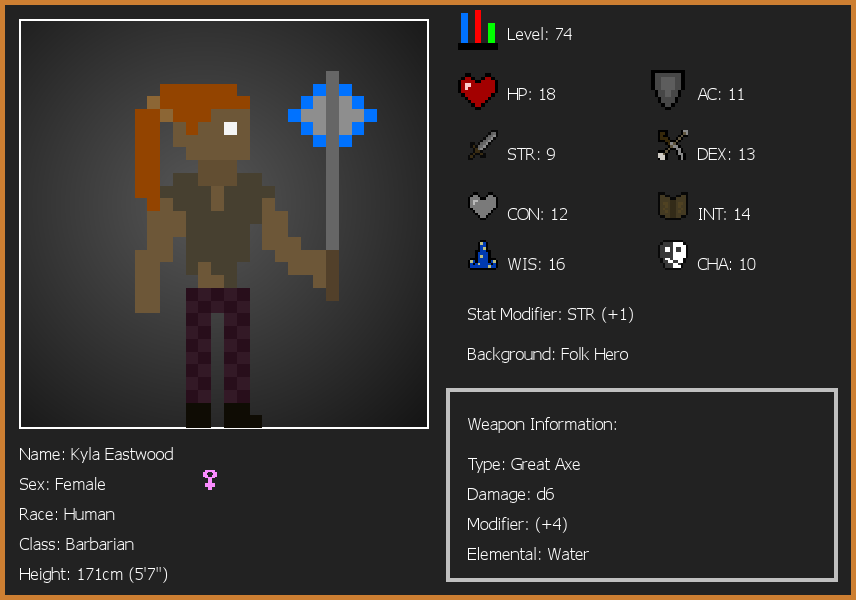 Level: 74
HP: 18
AC: 11
STR: 9
DEX: 13
CON: 12
INT: 14
WIS: 16
CHA: 10
Stat Modifier: STR (+1)
Background: Folk Hero
Weapon Information:
Type: Great Axe
Damage: d6
Modifier: (+4)
Elemental: Water
Name: Kyla Eastwood
Sex: Female
Race: Human
Class: Barbarian
Height: 171cm (5'7")